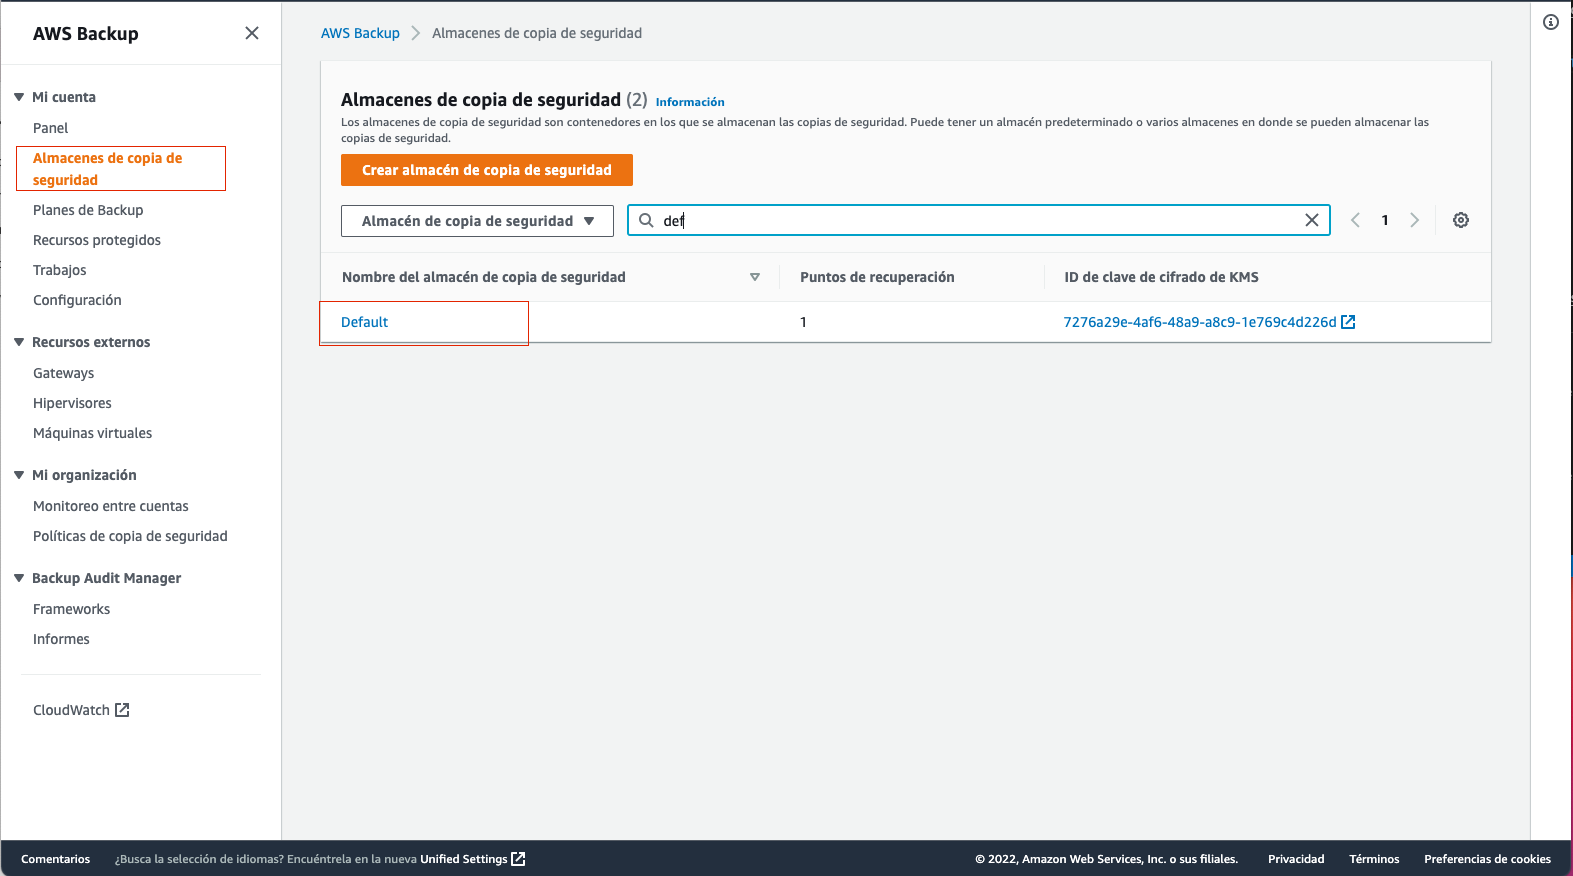 AWS Backup
Mi cuenta
Panel
Almacenes de copia de
seguridad
Planes de Backup
Recursos protegidos
Trabajos
Configuración
Recursos externos
Gateways
Hipervisores
Máquinas virtuales
Mi organización
Monitoreo entre cuentas
Políticas de copia de seguridad
Backup Audit Manager
Frameworks
Informes
CloudWatch
AWS Backup > Almacenes de copia de seguridad
Almacenes de copia de seguridad (2) Información
Los almacenes de copia de seguridad son contenedores en los que se almacenan las copias de seguridad. Puede tener un almacén predeterminado o varios almacenes en donde se pueden almacenar las
copias de seguridad.
Crear almacén de copia de seguridad
Almacén de copia de seguridad def 1
Nombre del almacén de copia de seguridad Puntos de recuperación ID de clave de cifrado de KMS
Default 1 7276a29e-4af6-48a9-a8c9-1e769c4d226d
Comentarios ¿Busca la selección de idiomas? Encuéntrela en la nueva Unified Settings © 2022, Amazon Web Services, Inc. o sus filiales. Privacidad Términos Preferencias de cookies